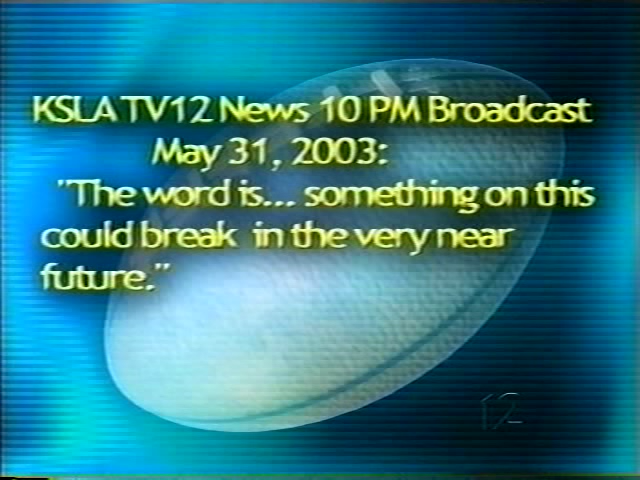 KSLA TV12 News 10 PM Broadcast
May 31, 2003:
"The word is... something on this
could break in the very near
future."
12